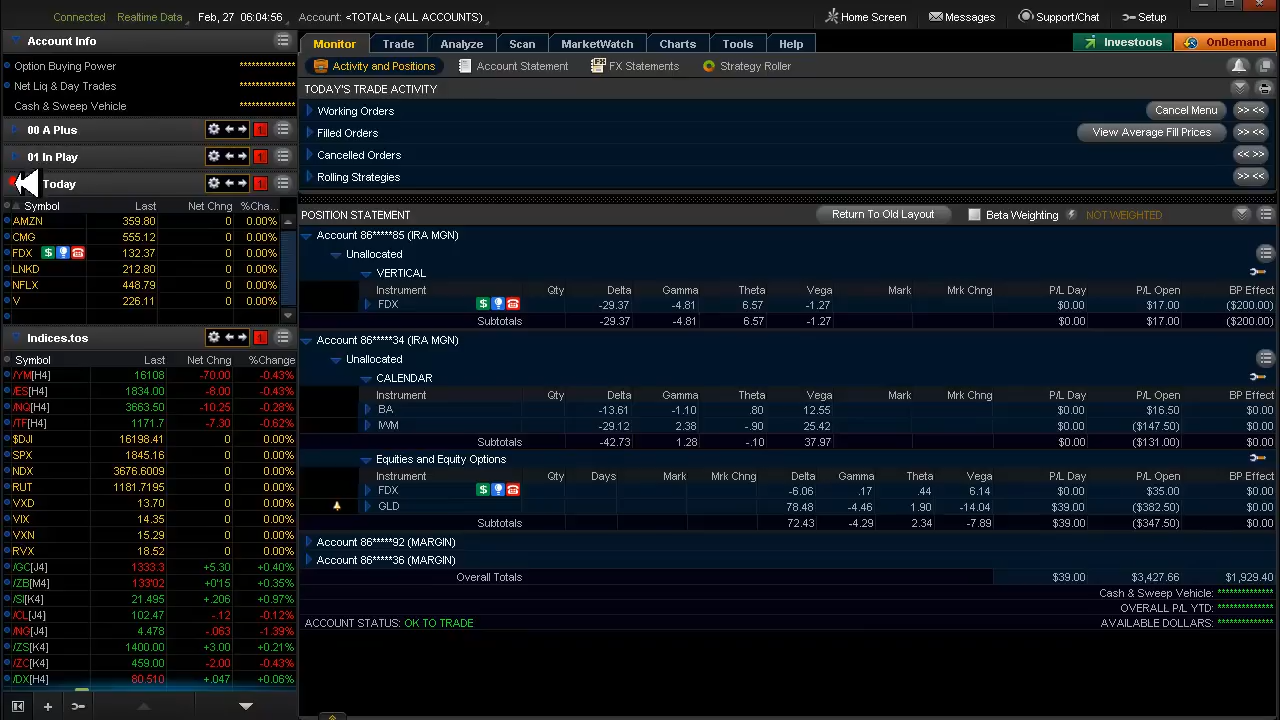 Connected Realtime Data Feb, 27 06:04:56 Account: <TOTAL> (ALL ACCOUNTS) Home Screen Messages Support/Chat Setup
Account Info
Option Buying Power **************
Net Liq & Day Trades **************
Cash & Sweep Vehicle **************
00 A Plus 1
01 In Play 1
Today 1
Symbol Last Net Chng %Cha...
AMZN 359.80 0 0.00%
CMG 555.12 0 0.00%
FDX $ 132.37 0 0.00%
LNKD 212.80 0 0.00%
NFLX 448.79 0 0.00%
V 226.11 0 0.00%
Indices.tos 1
Symbol Last Net Chng %Change
/YM[H4] 16108 -70.00 -0.43%
/ES[H4] 1834.00 -8.00 -0.43%
/NQ[H4] 3663.50 -10.25 -0.28%
/TF[H4] 1171.7 -7.30 -0.62%
$DJI 16198.41 0 0.00%
SPX 1845.16 0 0.00%
NDX 3676.6009 0 0.00%
RUT 1181.7195 0 0.00%
VXD 13.70 0 0.00%
VIX 14.35 0 0.00%
VXN 15.29 0 0.00%
RVX 18.52 0 0.00%
/GC[J4] 1333.3 +5.30 +0.40%
/ZB[M4] 133'02 +0'15 +0.35%
/SI[K4] 21.495 +.206 +0.97%
/CL[J4] 102.47 -.12 -0.12%
/NG[J4] 4.478 -.063 -1.39%
/ZS[K4] 1400.00 +3.00 +0.21%
/ZC[K4] 459.00 -2.00 -0.43%
/DX[H4] 80.510 +.047 +0.06%
Monitor Trade Analyze Scan MarketWatch Charts Tools Help Investools OnDemand
Activity and Positions Account Statement FX Statements Strategy Roller
TODAY'S TRADE ACTIVITY
Working Orders Cancel Menu >> <<
Filled Orders View Average Fill Prices >> <<
Cancelled Orders << >>
Rolling Strategies >> <<
POSITION STATEMENT Return To Old Layout Beta Weighting NOT WEIGHTED
Account 86*****85 (IRA MGN)
Unallocated
VERTICAL
Instrument Qty Delta Gamma Theta Vega Mark Mrk Chng P/L Day P/L Open BP Effect
FDX $ -29.37 -4.81 6.57 -1.27 $0.00 $17.00 ($200.00)
Subtotals -29.37 -4.81 6.57 -1.27 $0.00 $17.00 ($200.00)
Account 86*****34 (IRA MGN)
Unallocated
CALENDAR
Instrument Qty Delta Gamma Theta Vega Mark Mrk Chng P/L Day P/L Open BP Effect
BA -13.61 -1.10 .80 12.55 $0.00 $16.50 $0.00
IWM -29.12 2.38 -.90 25.42 $0.00 ($147.50) $0.00
Subtotals -42.73 1.28 -.10 37.97 $0.00 ($131.00) $0.00
Equities and Equity Options
Instrument Qty Days Mark Mrk Chng Delta Gamma Theta Vega P/L Day P/L Open BP Effect
FDX $ -6.06 .17 .44 6.14 $0.00 $35.00 $0.00
GLD 78.48 -4.46 1.90 -14.04 $39.00 ($382.50) $0.00
Subtotals 72.43 -4.29 2.34 -7.89 $39.00 ($347.50) $0.00
Account 86*****92 (MARGIN)
Account 86*****36 (MARGIN)
Overall Totals $39.00 $3,427.66 $1,929.40
Cash & Sweep Vehicle: **************
OVERALL P/L YTD: **************
ACCOUNT STATUS: OK TO TRADE AVAILABLE DOLLARS: **************